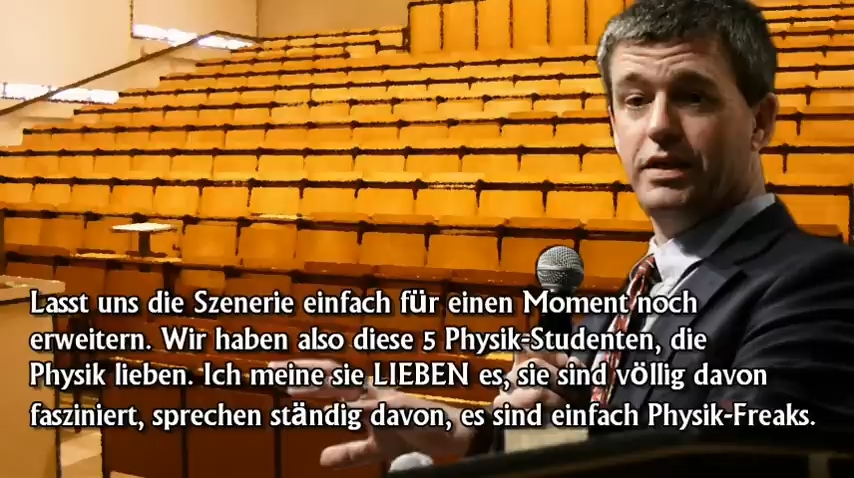 Lasst uns die Szenerie einfach für einen Moment noch
erweitern. Wir haben also diese 5 Physik-Studenten, die
Physik lieben. Ich meine sie LIEBEN es, sie sind völlig davon
fasziniert, sprechen ständig davon, es sind einfach Physik-Freaks.